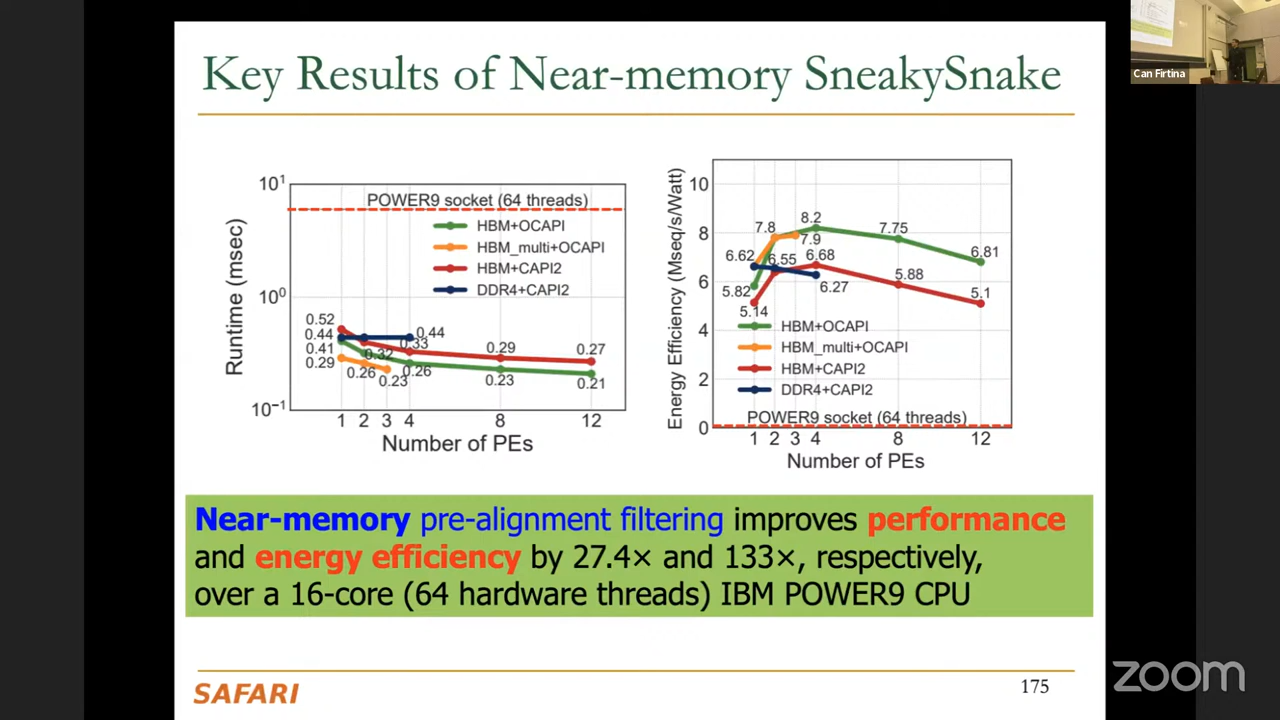 Key Results of Near-memory SneakySnake
Can Firtina
10¹
10⁰
10⁻¹
Runtime (msec)
POWER9 socket (64 threads)
HBM+OCAPI
HBM_multi+OCAPI
HBM+CAPI2
DDR4+CAPI2
0.52
0.44
0.41
0.29
0.32
0.26
0.33
0.23
0.44
0.26
0.29
0.23
0.27
0.21
1 2 3 4 8 12
Number of PEs
10
8
6
4
2
0
Energy Efficiency (Mseq/s/Watt)
7.8
8.2
7.9
7.75
6.81
6.62
6.55
6.68
5.82
5.14
6.27
5.88
5.1
HBM+OCAPI
HBM_multi+OCAPI
HBM+CAPI2
DDR4+CAPI2
POWER9 socket (64 threads)
1 2 3 4 8 12
Number of PEs
Near-memory pre-alignment filtering improves performance
and energy efficiency by 27.4× and 133×, respectively,
over a 16-core (64 hardware threads) IBM POWER9 CPU
SAFARI
175
zoom